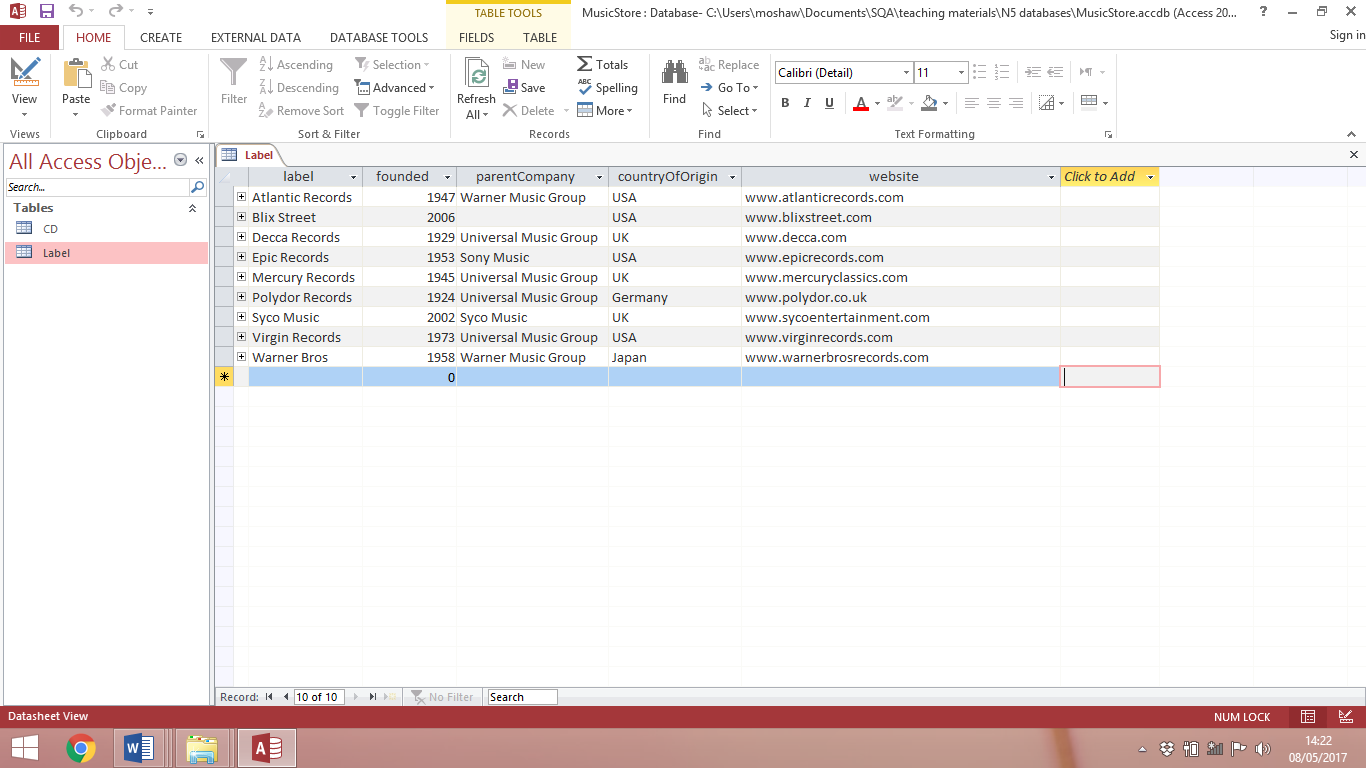 TABLE TOOLS MusicStore : Database- C:\Users\moshaw\Documents\SQA\teaching materials\N5 databases\MusicStore.accdb (Access 20... ?
FILE HOME CREATE EXTERNAL DATA DATABASE TOOLS FIELDS TABLE Sign in
View Paste Cut Copy Format Painter
Filter Ascending Descending Remove Sort Selection Advanced Toggle Filter
Refresh All New Save Delete Totals Spelling More
Find Replace Go To Select
Calibri (Detail) 11
B I U A
Views Clipboard Sort & Filter Records Find Text Formatting
All Access Obje...
Search...
Tables
CD
Label
Label
label founded parentCompany countryOfOrigin website Click to Add
Atlantic Records 1947 Warner Music Group USA www.atlanticrecords.com
Blix Street 2006 USA www.blixstreet.com
Decca Records 1929 Universal Music Group UK www.decca.com
Epic Records 1953 Sony Music USA www.epicrecords.com
Mercury Records 1945 Universal Music Group UK www.mercuryclassics.com
Polydor Records 1924 Universal Music Group Germany www.polydor.co.uk
Syco Music 2002 Syco Music UK www.sycoentertainment.com
Virgin Records 1973 Universal Music Group USA www.virginrecords.com
Warner Bros 1958 Warner Music Group Japan www.warnerbrosrecords.com
0
Record: 10 of 10 No Filter Search
Datasheet View NUM LOCK
14:22
08/05/2017